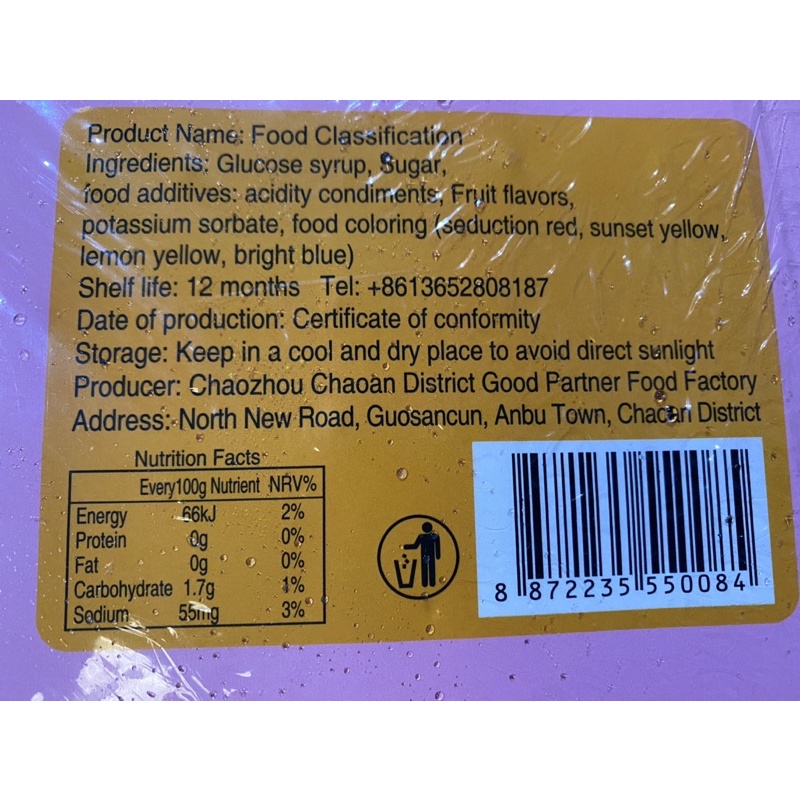 Product Name: Food Classification
Ingredients: Glucose syrup, Sugar,
food additives: acidity condiments, Fruit flavors,
potassium sorbate, food coloring (seduction red, sunset yellow,
lemon yellow, bright blue)
Shelf life: 12 months Tel: +8613652808187
Date of production: Certificate of conformity
Storage: Keep in a cool and dry place to avoid direct sunlight
Producer: Chaozhou Chaoan District Good Partner Food Factory
Address: North New Road, Guosancun, Anbu Town, Chaoan District
Nutrition Facts
Every100g Nutrient NRV%
Energy 66kJ 2%
Protein 0g 0%
Fat 0g 0%
Carbohydrate 1.7g 1%
Sodium 55mg 3%
8 872235 550084